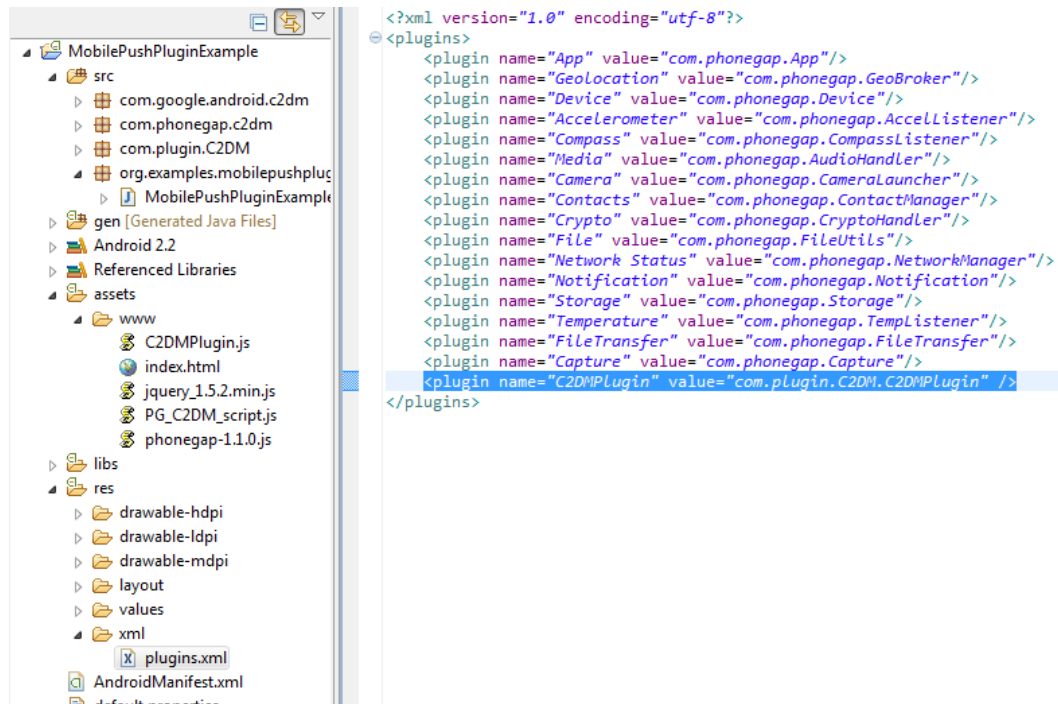 MobilePushPluginExample
src
com.google.android.c2dm
com.phonegap.c2dm
com.plugin.C2DM
org.examples.mobilepushplug
MobilePushPluginExample
gen [Generated Java Files]
Android 2.2
Referenced Libraries
assets
www
C2DMPlugin.js
index.html
jquery_1.5.2.min.js
PG_C2DM_script.js
phonegap-1.1.0.js
libs
res
drawable-hdpi
drawable-ldpi
drawable-mdpi
layout
values
xml
plugins.xml
AndroidManifest.xml
default.properties
<?xml version="1.0" encoding="utf-8"?>
<plugins>
<plugin name="App" value="com.phonegap.App"/>
<plugin name="Geolocation" value="com.phonegap.GeoBroker"/>
<plugin name="Device" value="com.phonegap.Device"/>
<plugin name="Accelerometer" value="com.phonegap.AccelListener"/>
<plugin name="Compass" value="com.phonegap.CompassListener"/>
<plugin name="Media" value="com.phonegap.AudioHandler"/>
<plugin name="Camera" value="com.phonegap.CameraLauncher"/>
<plugin name="Contacts" value="com.phonegap.ContactManager"/>
<plugin name="Crypto" value="com.phonegap.CryptoHandler"/>
<plugin name="File" value="com.phonegap.FileUtils"/>
<plugin name="Network Status" value="com.phonegap.NetworkManager"/>
<plugin name="Notification" value="com.phonegap.Notification"/>
<plugin name="Storage" value="com.phonegap.Storage"/>
<plugin name="Temperature" value="com.phonegap.TempListener"/>
<plugin name="FileTransfer" value="com.phonegap.FileTransfer"/>
<plugin name="Capture" value="com.phonegap.Capture"/>
<plugin name="C2DMPlugin" value="com.plugin.C2DM.C2DMPlugin" />
</plugins>